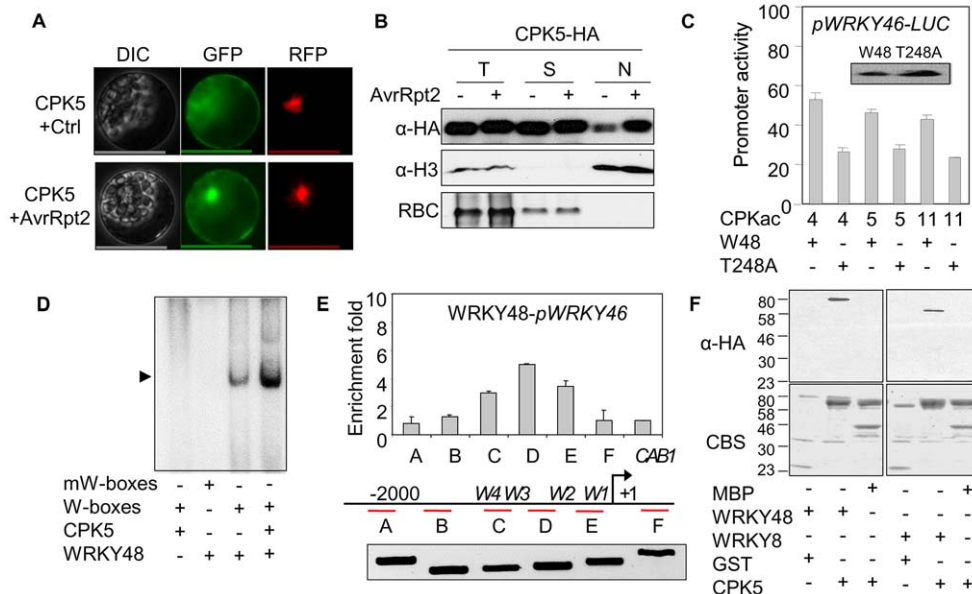 A
DIC GFP RFP
CPK5
+Ctrl
CPK5
+AvrRpt2
B
CPK5-HA
T S N
AvrRpt2 - + - + - +
α-HA
α-H3
RBC
C
pWRKY46-LUC
W48 T248A
Promoter activity
100
80
60
40
20
0
CPKac 4 4 5 5 11 11
W48 + - + - + -
T248A - + - + - +
D
mW-boxes - + - -
W-boxes + - + +
CPK5 + - - +
WRKY48 - + + +
E
WRKY48-pWRKY46
Enrichment fold
10
8
6
4
2
0
A B C D E F CAB1
-2000 W4 W3 W2 W1 +1
A B C D E F
F
α-HA
80
58
46
23
CBS
80
58
46
30
23
MBP - - + - - +
WRKY48 + + - - - -
WRKY8 - - - + + -
GST + - - + - -
CPK5 - + + - + +